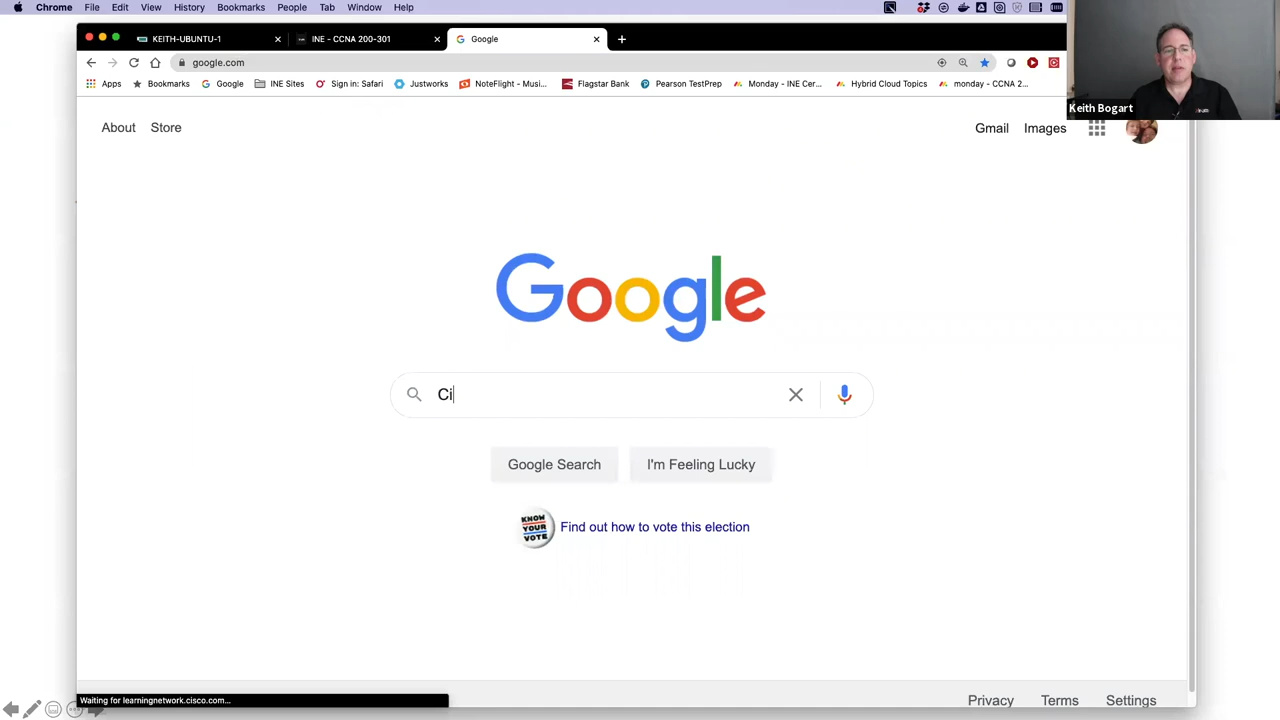 Chrome File Edit View History Bookmarks People Tab Window Help
KEITH-UBUNTU-1 INE - CCNA 200-301 Google
google.com
Apps Bookmarks Google INE Sites Sign in: Safari Justworks NoteFlight - Musi... Flagstar Bank Pearson TestPrep Monday - INE Cer... Hybrid Cloud Topics monday - CCNA 2...
Keith Bogart
About Store Gmail Images
Google
Ci
Google Search I'm Feeling Lucky
KNOW YOUR VOTE
Find out how to vote this election
Waiting for learningnetwork.cisco.com...
Privacy Terms Settings